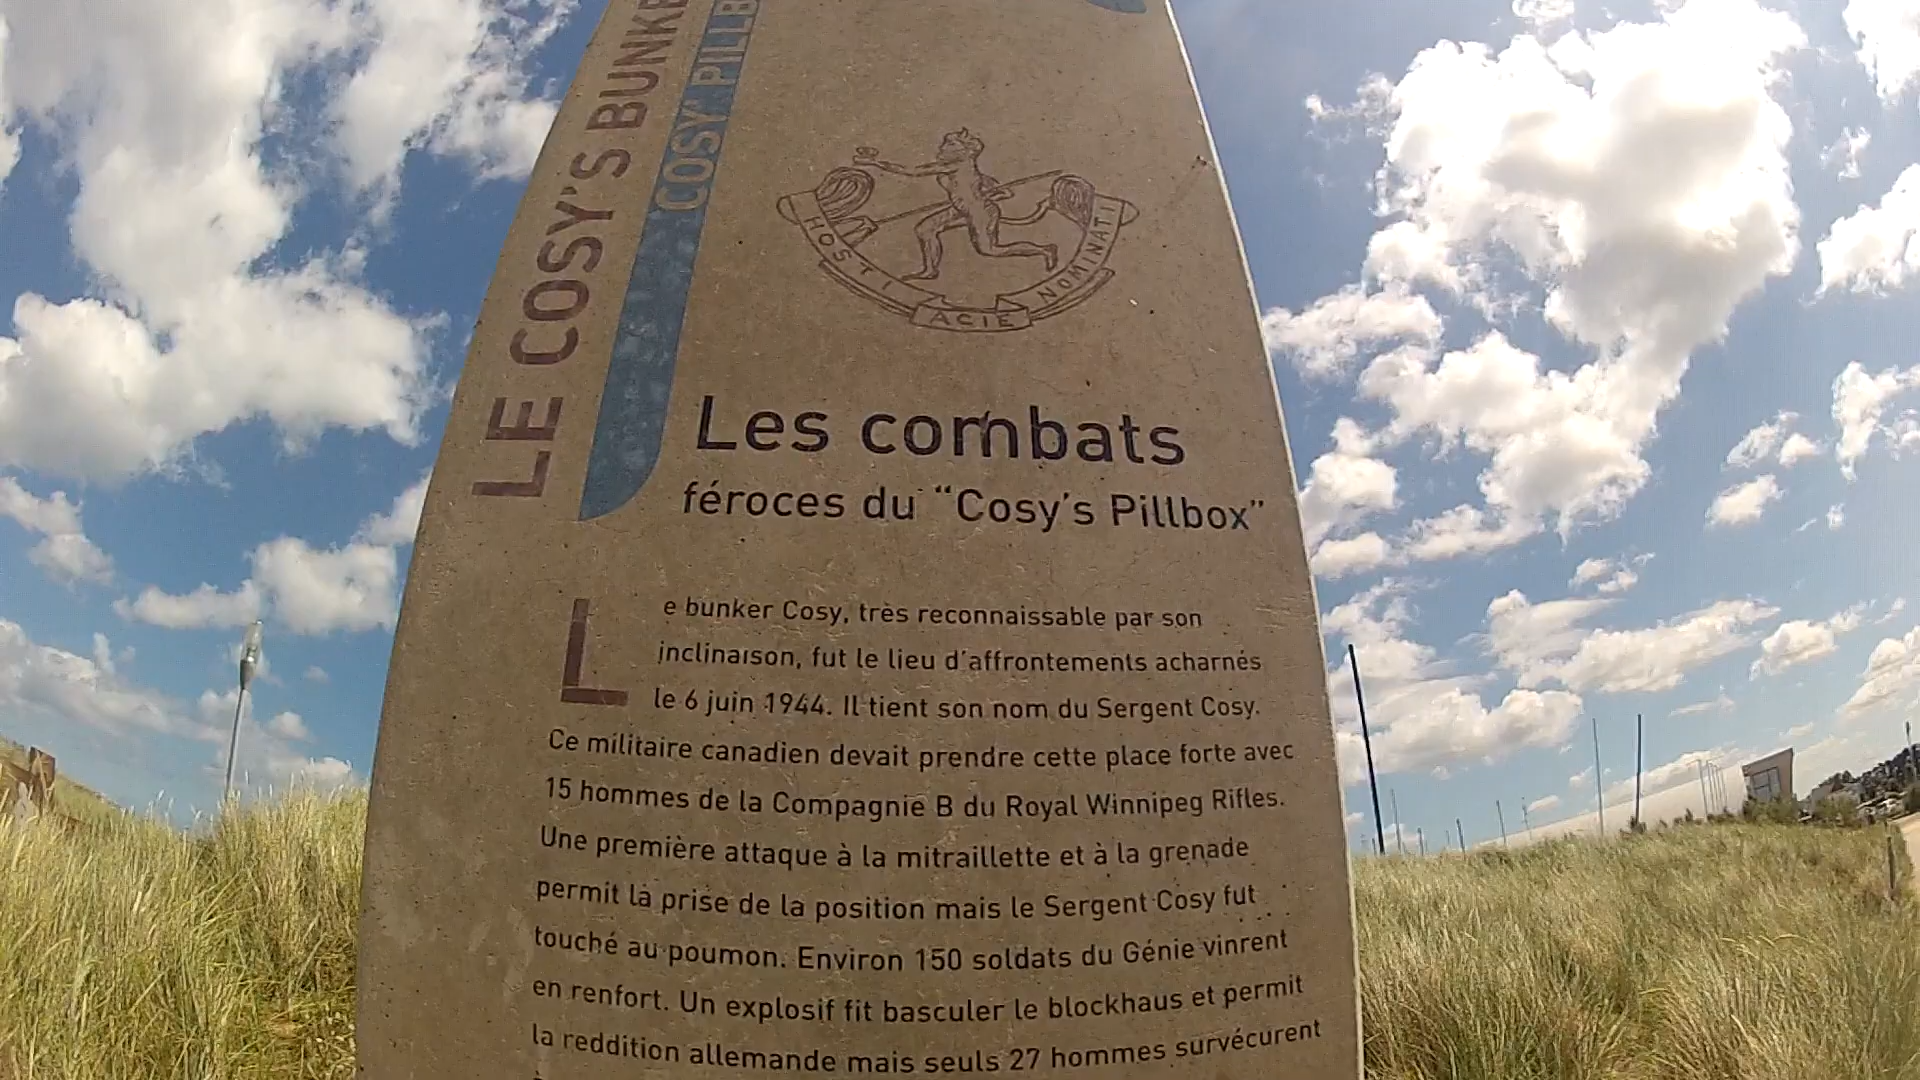 LE COSY'S BUNKE
COSY PILLB
HOSTI ACIE NOMINATI
Les combats
féroces du “Cosy's Pillbox”
Le bunker Cosy, très reconnaissable par son
inclinaison, fut le lieu d'affrontements acharnés
le 6 juin 1944. Il tient son nom du Sergent Cosy.
Ce militaire canadien devait prendre cette place forte avec
15 hommes de la Compagnie B du Royal Winnipeg Rifles.
Une première attaque à la mitraillette et à la grenade
permit la prise de la position mais le Sergent Cosy fut
touché au poumon. Environ 150 soldats du Génie vinrent
en renfort. Un explosif fit basculer le blockhaus et permit
la reddition allemande mais seuls 27 hommes survécurent